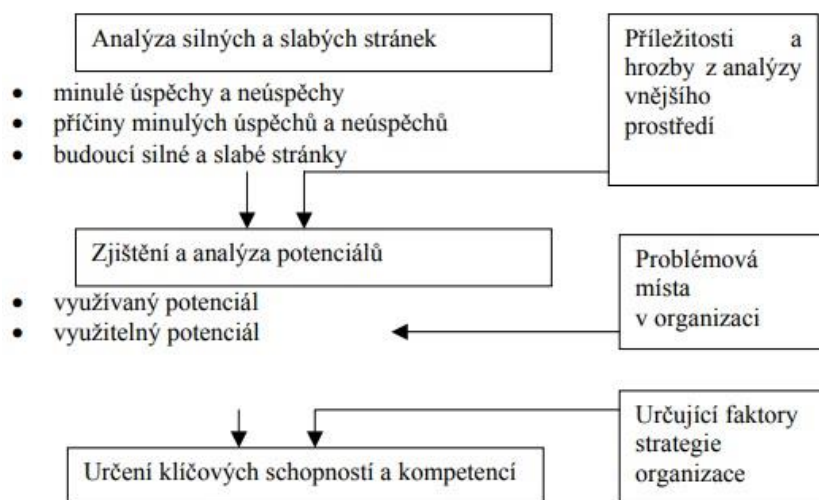 Analýza silných a slabých stránek
• minulé úspěchy a neúspěchy
• příčiny minulých úspěchů a neúspěchů
• budoucí silné a slabé stránky
Příležitosti a
hrozby z analýzy
vnějšího
prostředí
Zjištění a analýza potenciálů
• využívaný potenciál
• využitelný potenciál
Problémová
místa
v organizaci
Určující faktory
strategie
organizace
Určení klíčových schopností a kompetencí